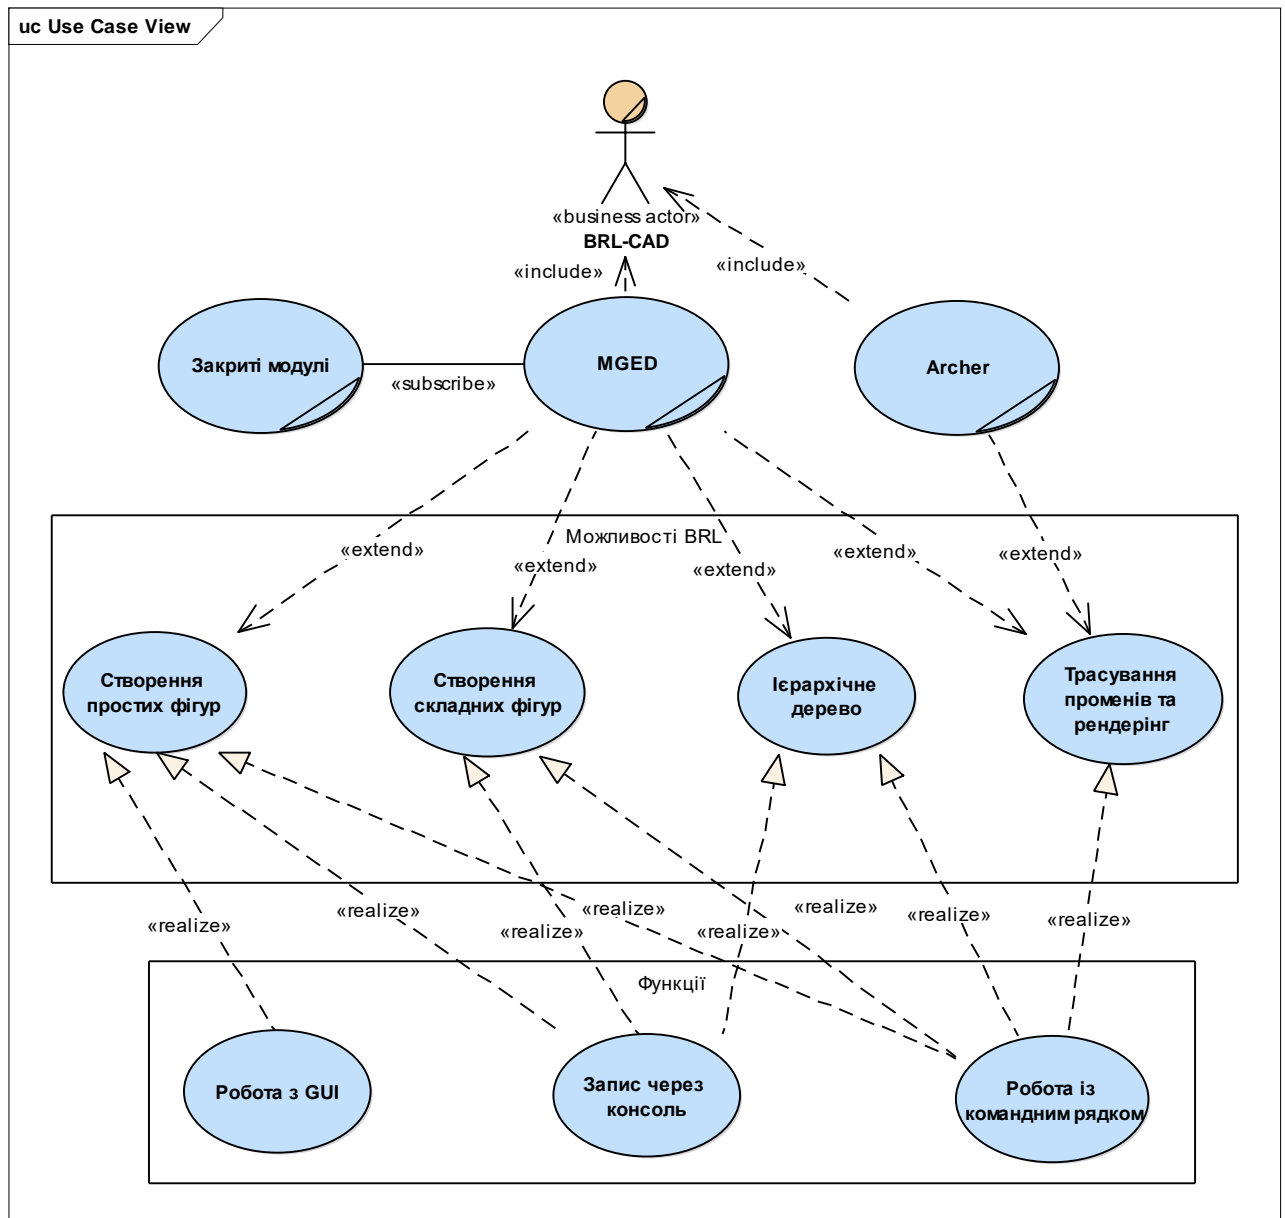 uc Use Case View
«business actor»
BRL-CAD
«include»
«include»
Закриті модулі
«subscribe»
MGED
Archer
Можливості BRL
«extend»
«extend»
«extend»
«extend»
«extend»
Створення
простих фігур
Створення
складних фігур
Ієрархічне
дерево
Трасування
променів та
рендерінг
«realize»
«realize»
«realize»
«realize»
«realize»
«realize»
«realize»
«realize»
Функції
Робота з GUI
Запис через
консоль
Робота із
командним рядком